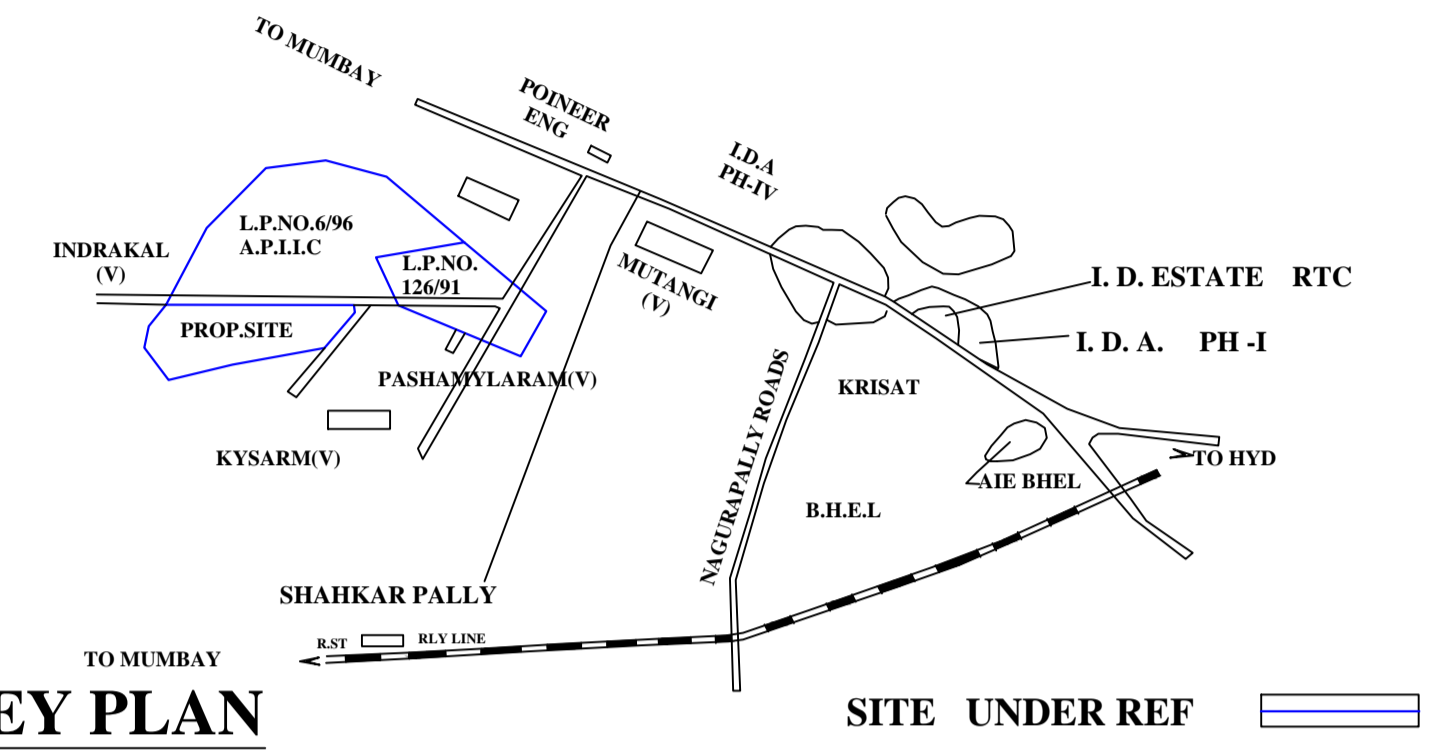 TO MUMBAY
POINEER
ENG
I.D.A
PH-IV
L.P.NO.6/96
A.P.I.I.C
INDRAKAL
(V)
L.P.NO.
126/91
MUTANGI
(V)
I. D. ESTATE RTC
PROP.SITE
I. D. A. PH -I
PASHAMYLARAM(V)
KRISAT
KYSARM(V)
NAGURAPALLY ROADS
TO HYD
AIE BHEL
B.H.E.L
SHAHKAR PALLY
R.ST
RLY LINE
TO MUMBAY
EY PLAN
SITE UNDER REF